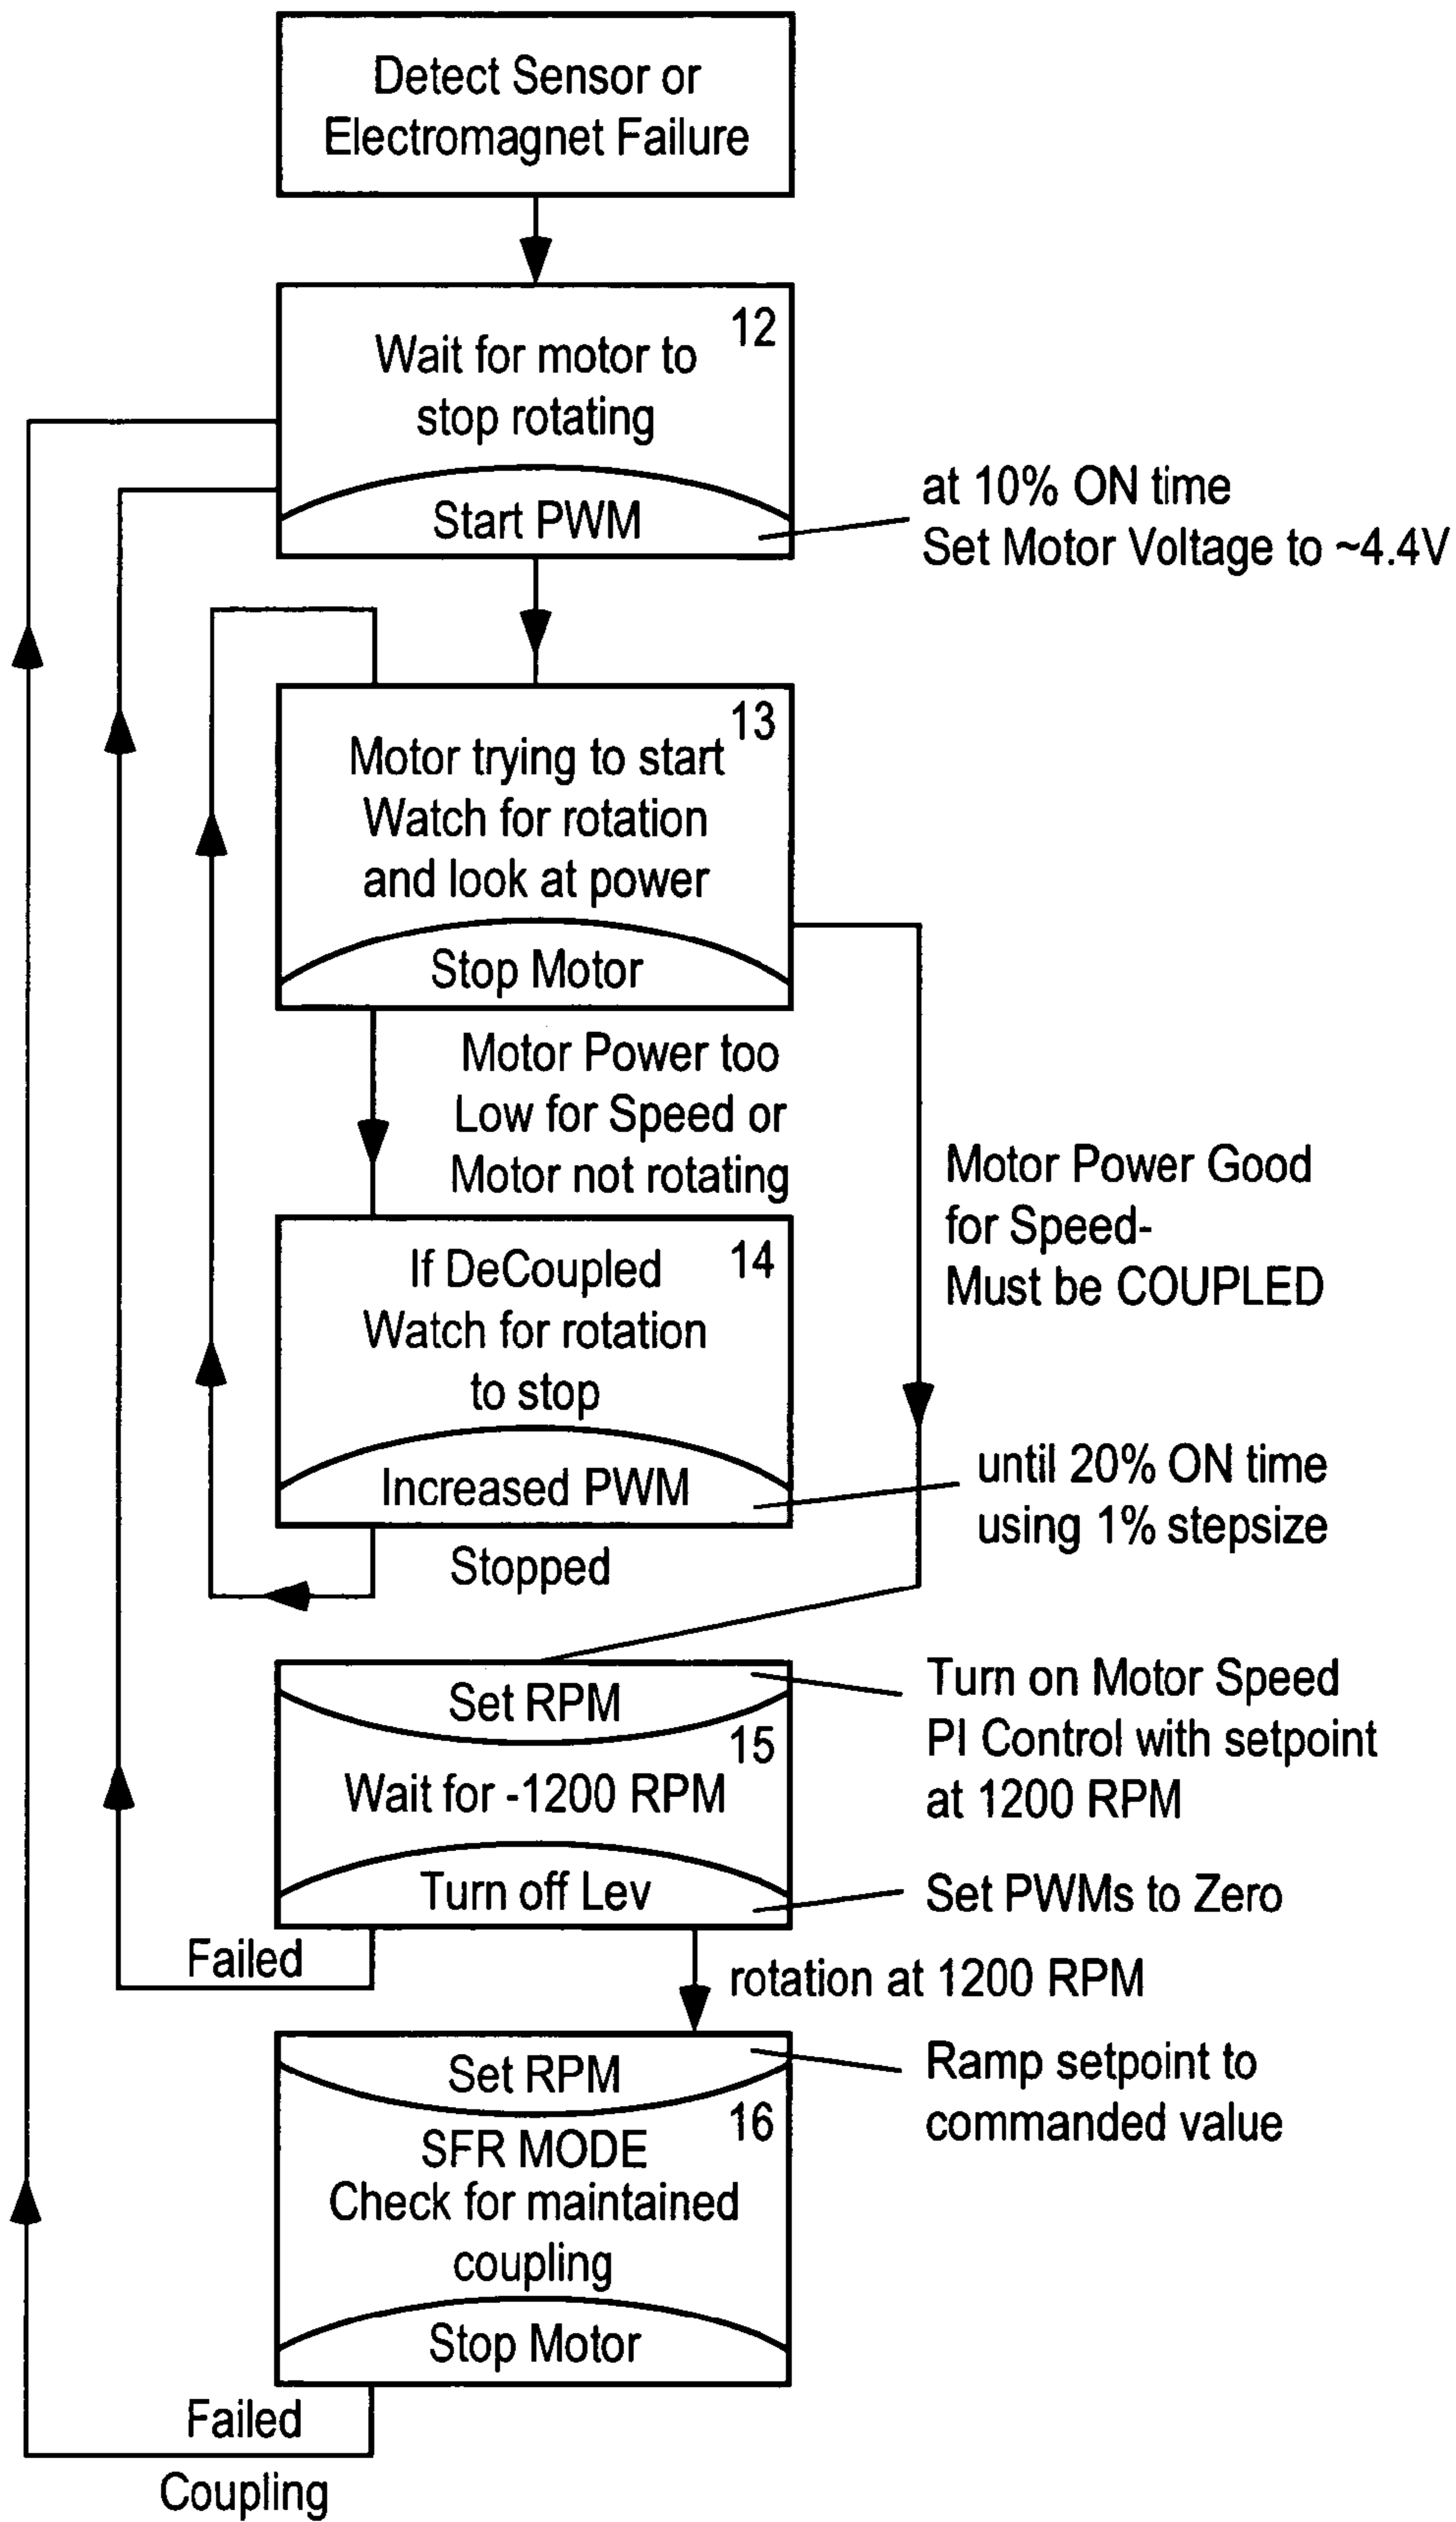 Detect Sensor or
Electromagnet Failure
12
Wait for motor to
stop rotating
Start PWM
at 10% ON time
Set Motor Voltage to ~4.4V
13
Motor trying to start
Watch for rotation
and look at power
Stop Motor
Motor Power too
Low for Speed or
Motor not rotating
Motor Power Good
for Speed-
Must be COUPLED
14
If DeCoupled
Watch for rotation
to stop
Increased PWM
until 20% ON time
using 1% stepsize
Stopped
Set RPM
Turn on Motor Speed
PI Control with setpoint
at 1200 RPM
15
Wait for -1200 RPM
Turn off Lev
Set PWMs to Zero
Failed
rotation at 1200 RPM
Set RPM
Ramp setpoint to
commanded value
16
SFR MODE
Check for maintained
coupling
Stop Motor
Failed
Coupling